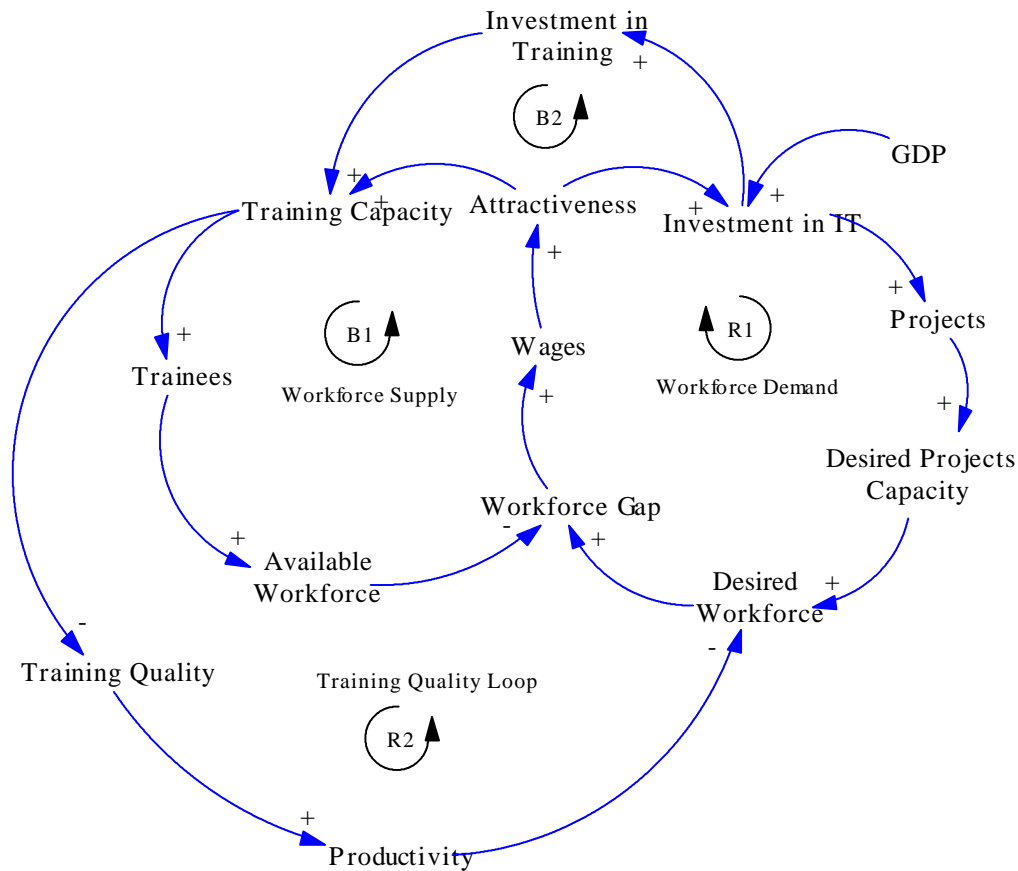 Investment in
Training
+
B2
GDP
+
+
+
+
Training Capacity
Attractiveness
Investment in IT
+
+
+
Projects
B1
R1
Wages
Trainees
Workforce Supply
Workforce Demand
+
+
Desired Projects
Capacity
Workforce Gap
-
+
+
Available
Workforce
Desired
Workforce
+
-
-
Training Quality
Training Quality Loop
R2
+
Productivity